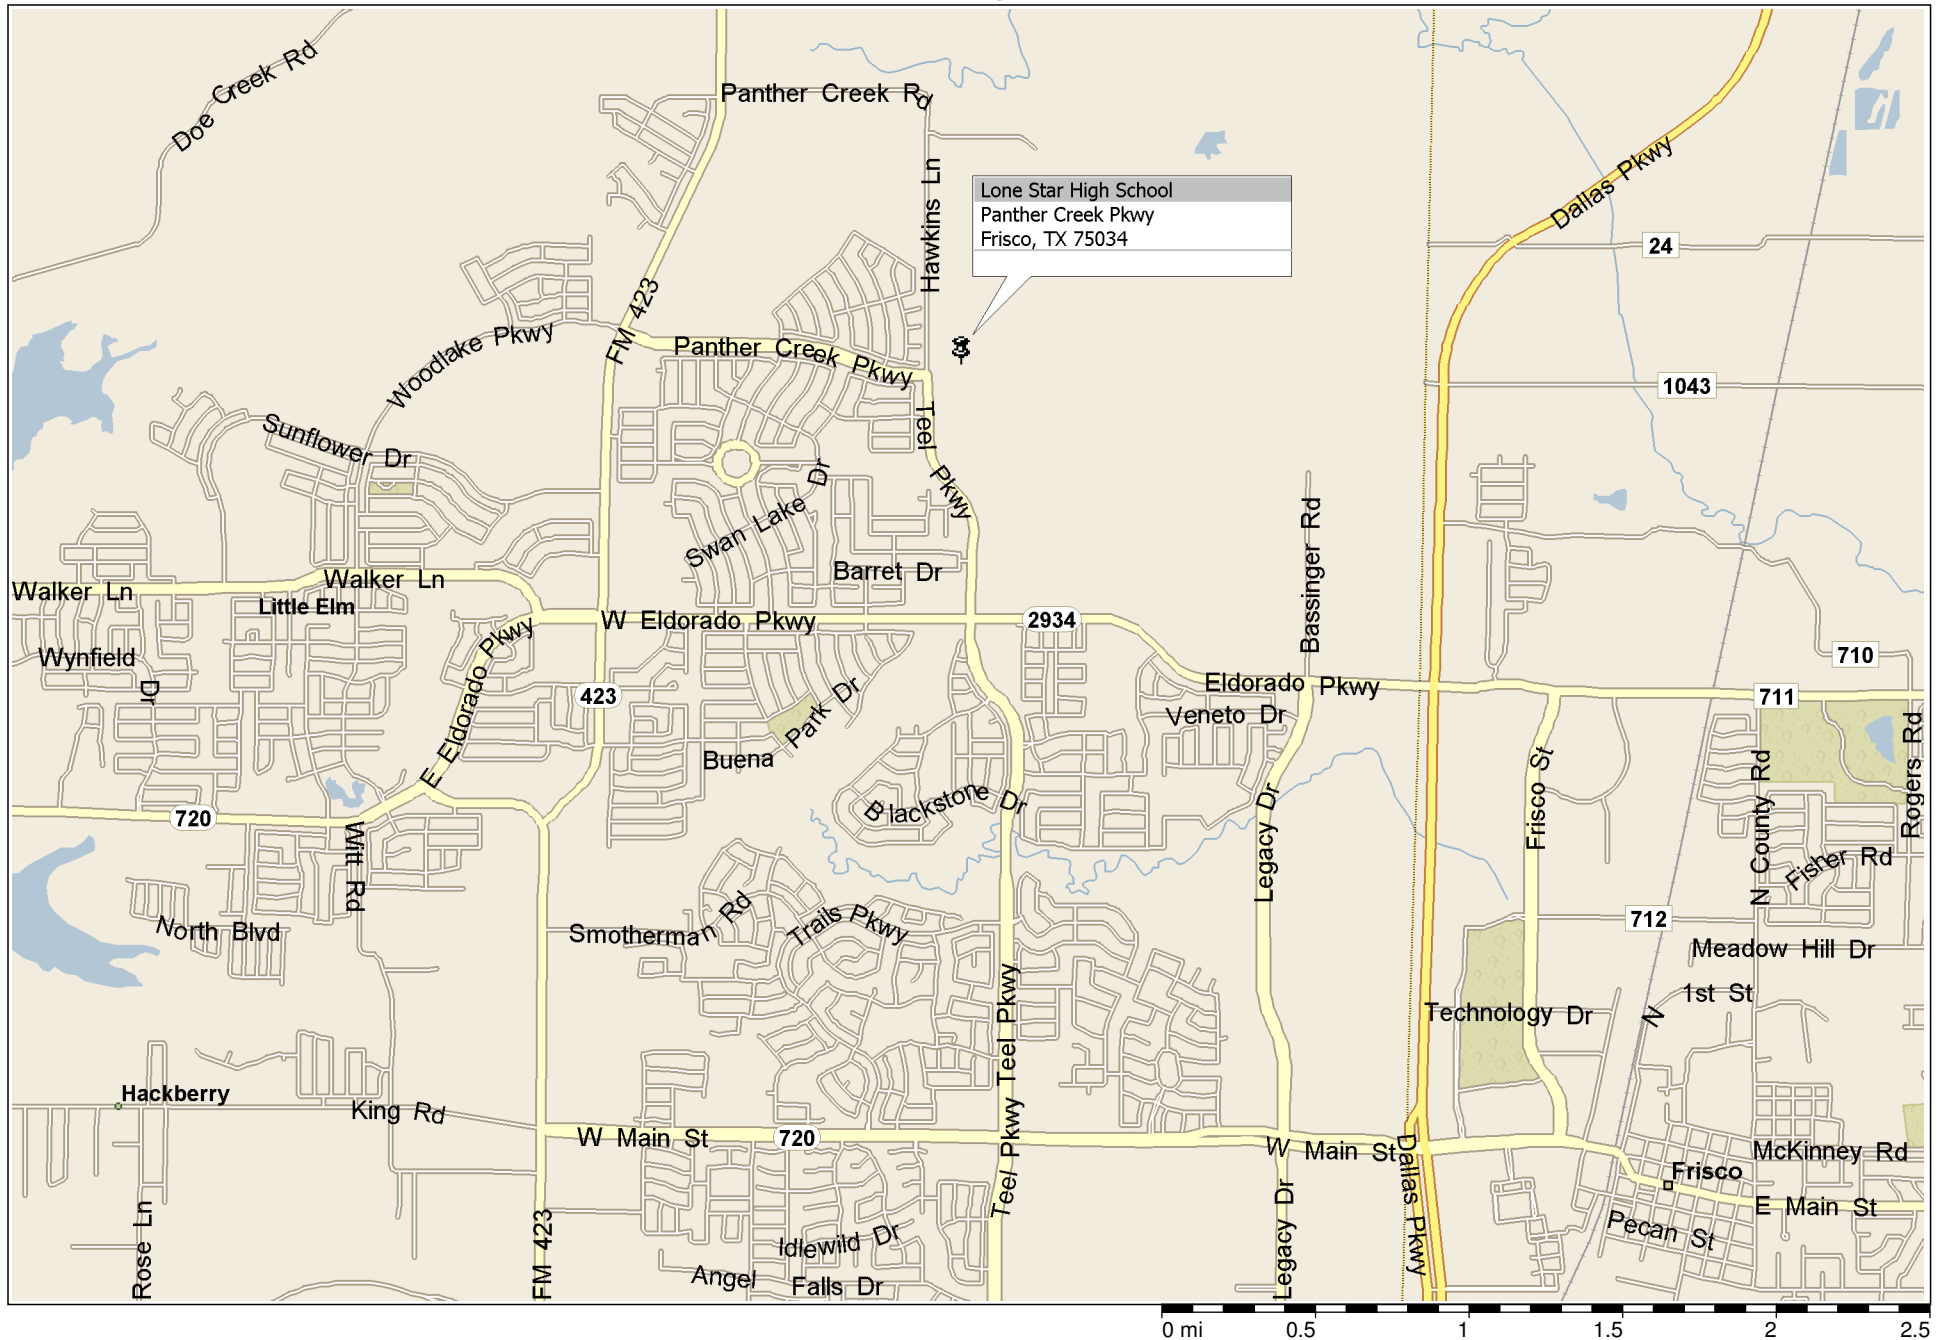 Doe Creek Rd
Panther Creek Rd
Hawkins Ln
Lone Star High School
Panther Creek Pkwy
Frisco, TX 75034
Dallas Pkwy
24
FM 423
Woodlake Pkwy
Panther Creek Pkwy
1043
Sunflower Dr
Teel Pkwy
Swan Lake Dr
Bassinger Rd
Barret Dr
Walker Ln
Walker Ln
Little Elm
W Eldorado Pkwy
2934
Wynfield Dr
E Eldorado Pkwy
423
710
Eldorado Pkwy
711
Veneto Dr
Park Dr
Buena
Rogers Rd
Frisco St
N County Rd
Blackstone Dr
Legacy Dr
720
Witt Rd
Fisher Rd
North Blvd
Smotherman Rd
Trails Pkwy
712
Meadow Hill Dr
1st St
N
Technology Dr
Teel Pkwy
Teel Pkwy
Hackberry
King Rd
W Main St
720
W Main St
McKinney Rd
Frisco
E Main St
Pecan St
Rose Ln
FM 423
Idlewild Dr
Angel Falls Dr
Legacy Dr
Dallas Pkwy
0 mi 0.5 1 1.5 2 2.5